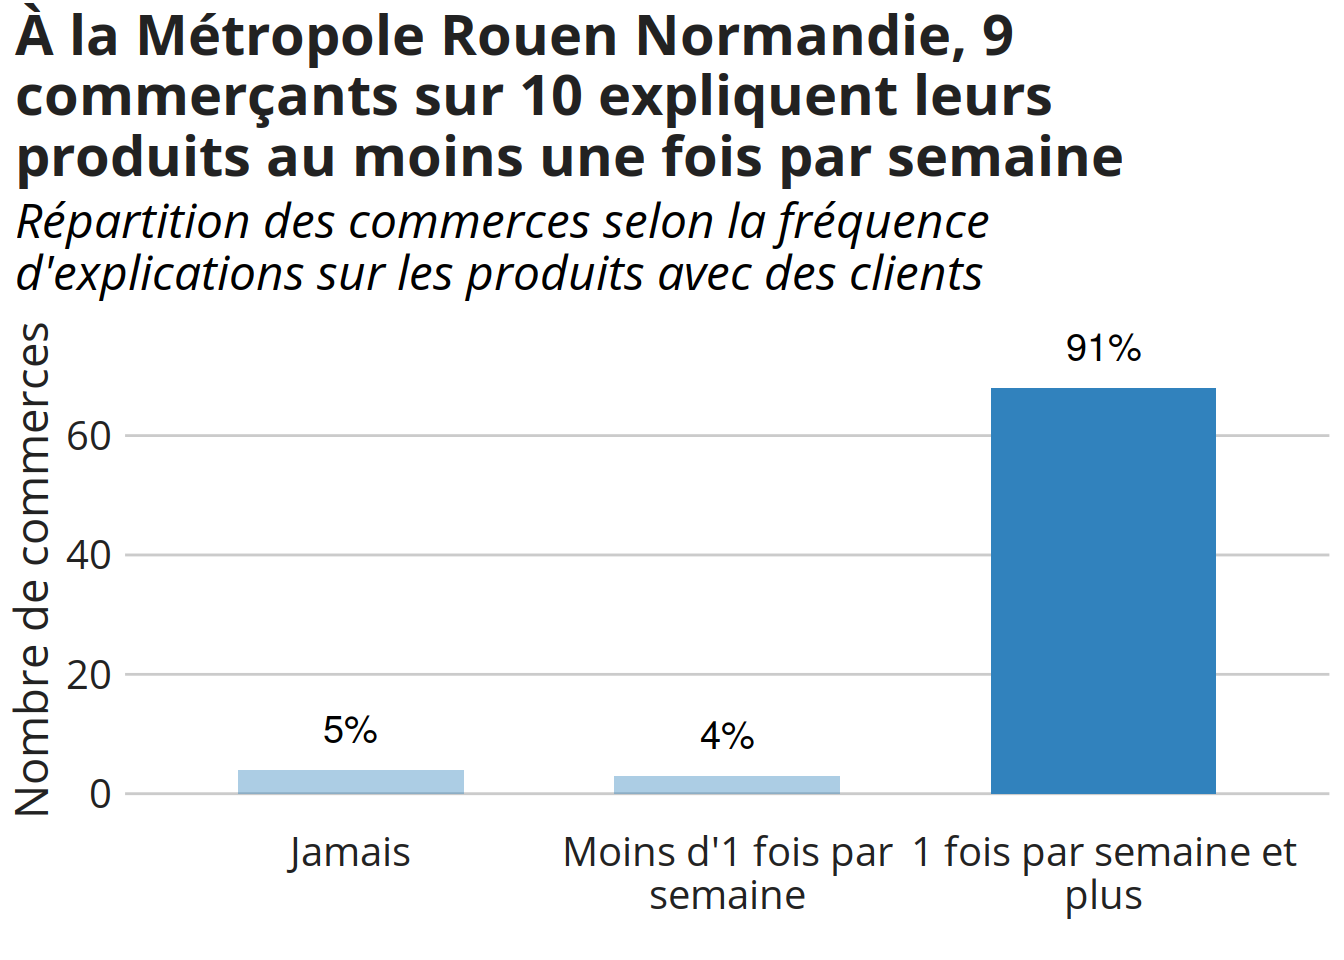 À la Métropole Rouen Normandie, 9
commerçants sur 10 expliquent leurs
produits au moins une fois par semaine
Répartition des commerces selon la fréquence
d'explications sur les produits avec des clients
Nombre de commerces
60
40
20
0
5%
4%
91%
Jamais
Moins d'1 fois par
semaine
1 fois par semaine et
plus